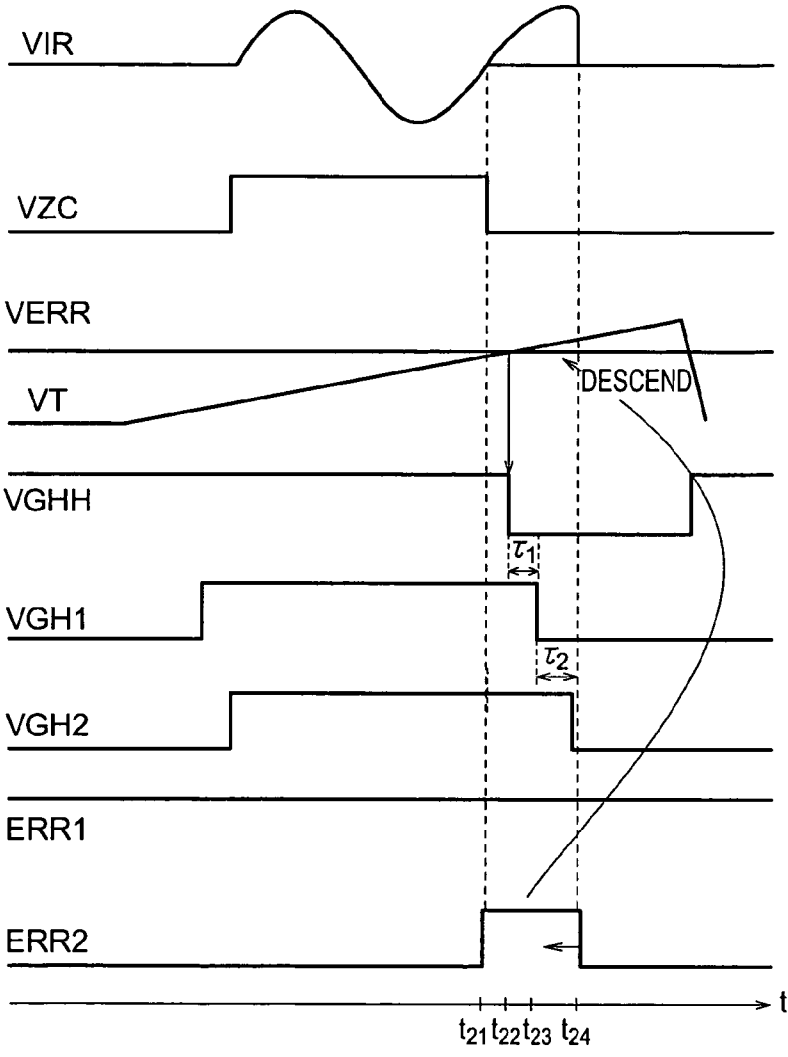 VIR
VZC
VERR
DESCEND
VT
VGHH
τ1
VGH1
τ2
VGH2
ERR1
ERR2
t
t21 t22 t23 t24